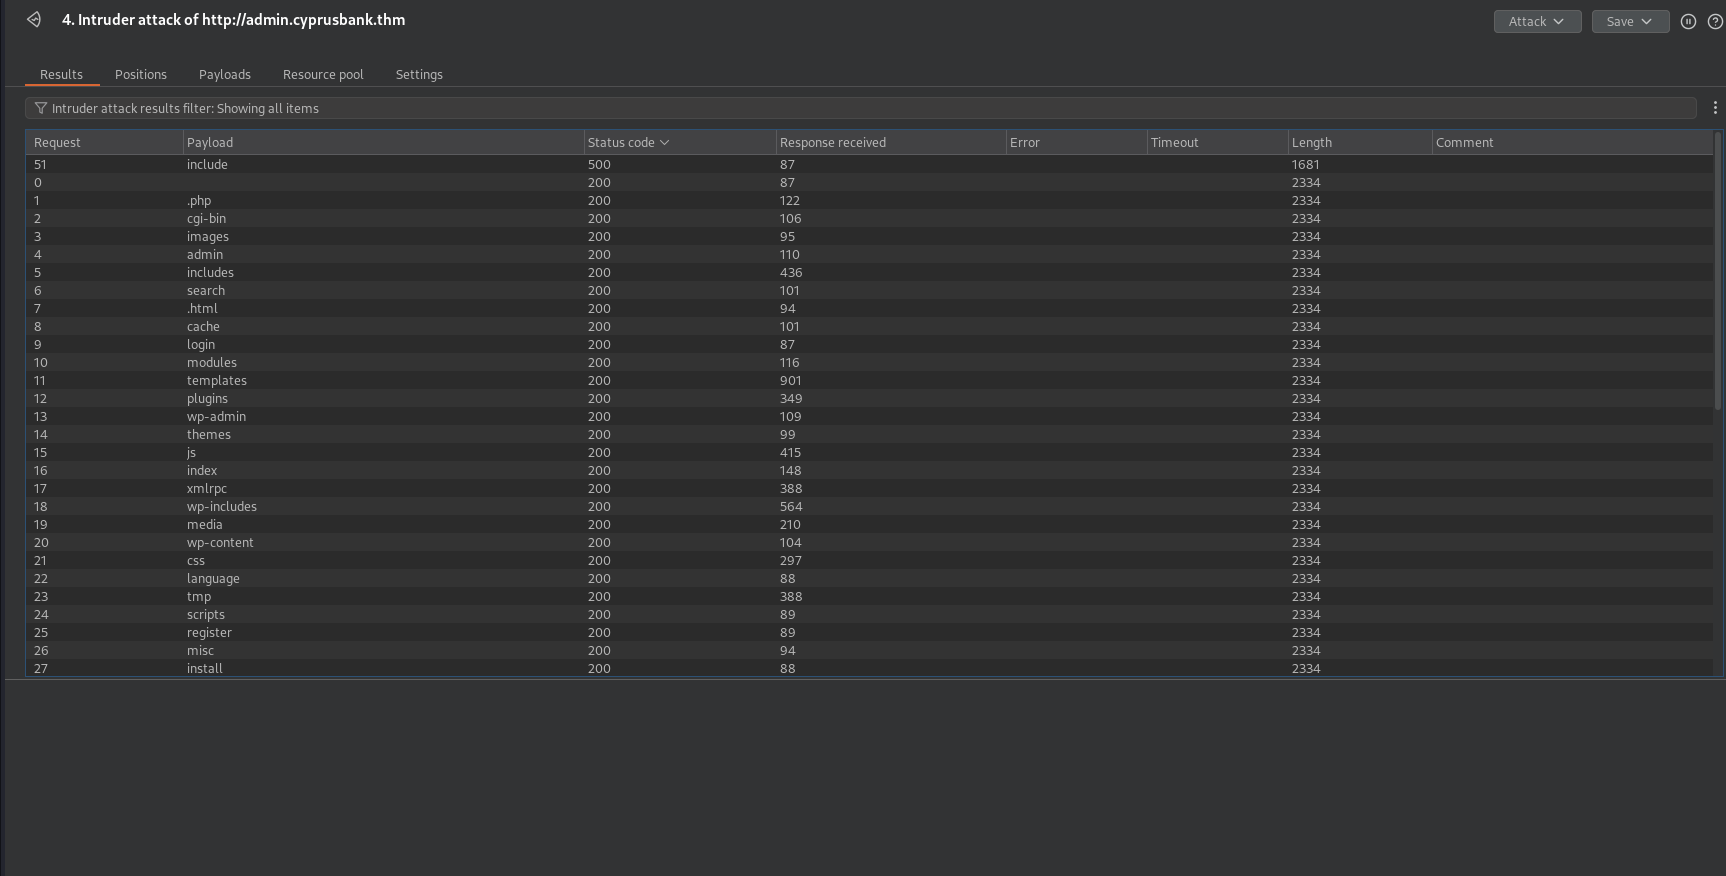 4. Intruder attack of http://admin.cyprusbank.thm
Attack Save
Results Positions Payloads Resource pool Settings
Intruder attack results filter: Showing all items
Request Payload Status code Response received Error Timeout Length Comment
51 include 500 87 1681
0 200 87 2334
1 .php 200 122 2334
2 cgi-bin 200 106 2334
3 images 200 95 2334
4 admin 200 110 2334
5 includes 200 436 2334
6 search 200 101 2334
7 .html 200 94 2334
8 cache 200 101 2334
9 login 200 87 2334
10 modules 200 116 2334
11 templates 200 901 2334
12 plugins 200 349 2334
13 wp-admin 200 109 2334
14 themes 200 99 2334
15 js 200 415 2334
16 index 200 148 2334
17 xmlrpc 200 388 2334
18 wp-includes 200 564 2334
19 media 200 210 2334
20 wp-content 200 104 2334
21 css 200 297 2334
22 language 200 88 2334
23 tmp 200 388 2334
24 scripts 200 89 2334
25 register 200 89 2334
26 misc 200 94 2334
27 install 200 88 2334